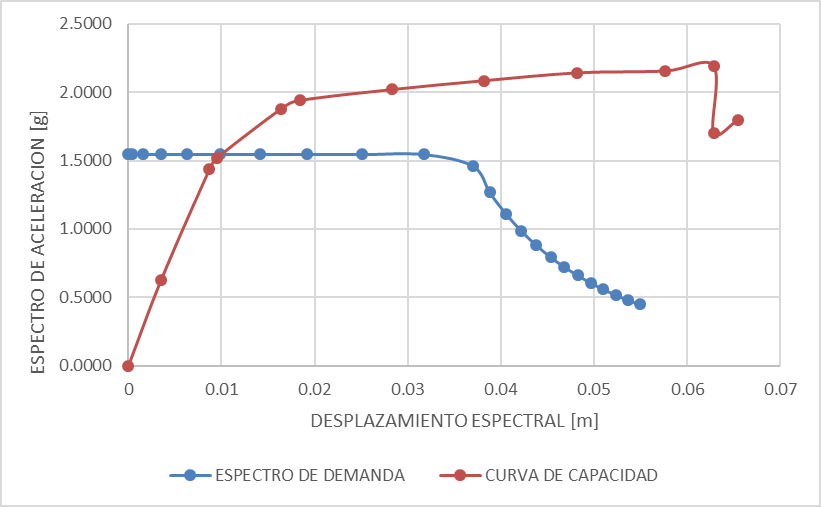 2.5000
2.0000
1.5000
1.0000
0.5000
0.0000
ESPECTRO DE ACELERACION [g]
0 0.01 0.02 0.03 0.04 0.05 0.06 0.07
DESPLAZAMIENTO ESPECTRAL [m]
ESPECTRO DE DEMANDA CURVA DE CAPACIDAD